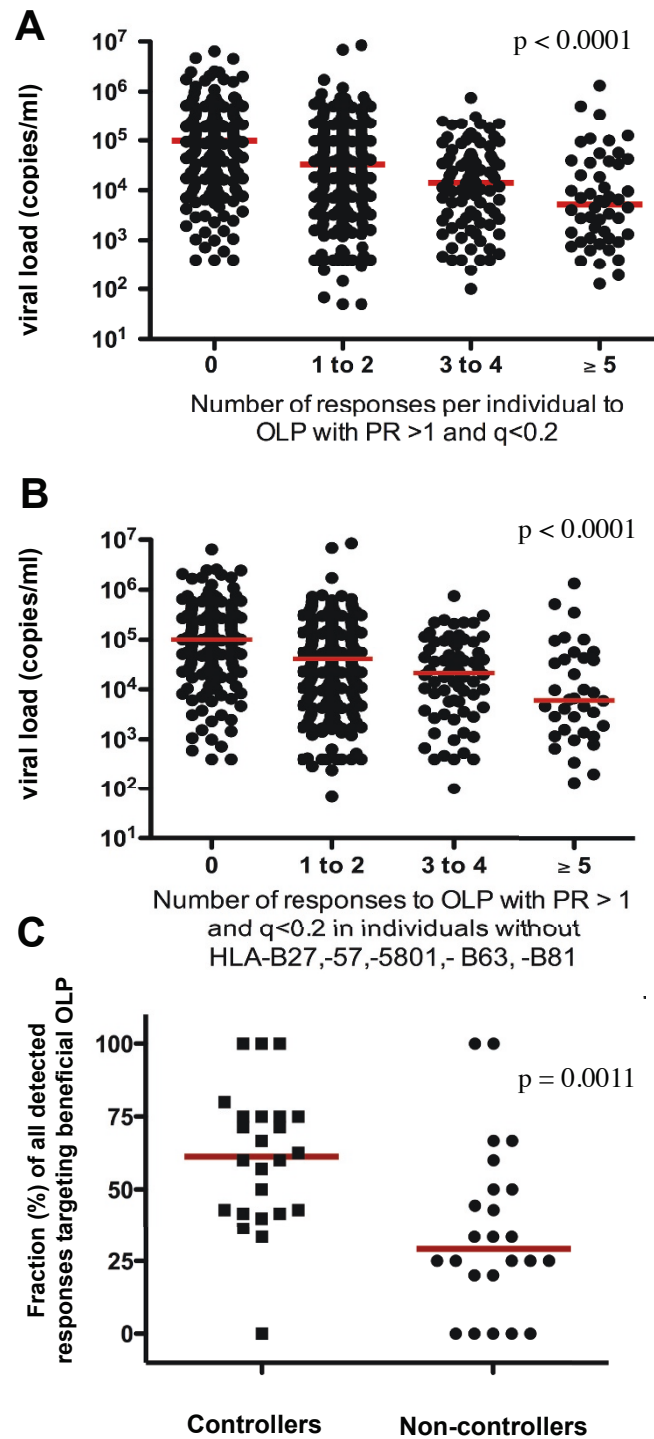 A
p < 0.0001
viral load (copies/ml)
10⁷
10⁶
10⁵
10⁴
10³
10²
10¹
0 1 to 2 3 to 4 ≥ 5
Number of responses per individual to
OLP with PR >1 and q<0.2
B
p < 0.0001
viral load (copies/ml)
10⁷
10⁶
10⁵
10⁴
10³
10²
10¹
0 1 to 2 3 to 4 ≥ 5
Number of responses to OLP with PR > 1
and q<0.2 in individuals without
HLA-B27,-57,-5801,- B63, -B81
C
p = 0.0011
Fraction (%) of all detected
responses targeting beneficial OLP
100
75
50
25
0
Controllers Non-controllers